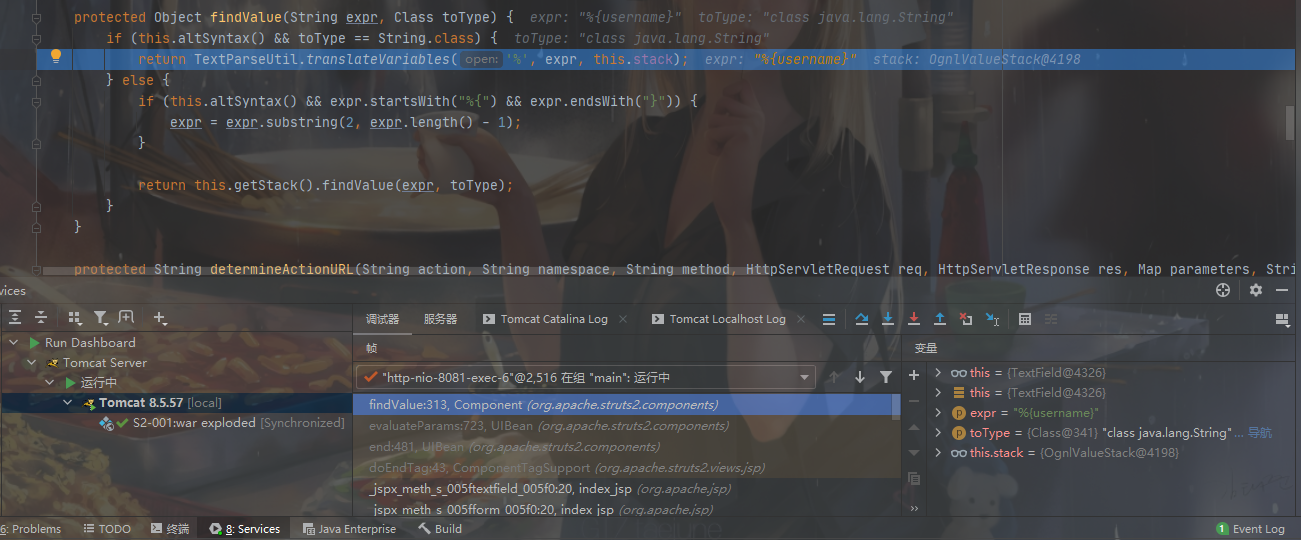 protected Object findValue(String expr, Class toType) {  expr: "%{username}"  toType: "class java.lang.String"
if (this.altSyntax() && toType == String.class) {  toType: "class java.lang.String"
return TextParseUtil.translateVariables( open: '%', expr, this.stack);  expr: "%{username}"  stack: OgnlValueStack@4198
} else {
if (this.altSyntax() && expr.startsWith("%{") && expr.endsWith("}")) {
expr = expr.substring(2, expr.length() - 1);
}
return this.getStack().findValue(expr, toType);
}
}
protected String determineActionURL(String action, String namespace, String method, HttpServletRequest req, HttpServletResponse res, Map parameters, Stri
vices
调试器 服务器 Tomcat Catalina Log × Tomcat Localhost Log ×
Run Dashboard
Tomcat Server
运行中
Tomcat 8.5.57 [local]
S2-001:war exploded [Synchronized]
帧
"http-nio-8081-exec-6"@2,516 在组 "main": 运行中
findValue:313, Component (org.apache.struts2.components)
evaluateParams:723, UIBean (org.apache.struts2.components)
end:481, UIBean (org.apache.struts2.components)
doEndTag:43, ComponentTagSupport (org.apache.struts2.views.jsp)
_jspx_meth_s_005ftextfield_005f0:20, index_jsp (org.apache.jsp)
_jspx_meth_s_005fform_005f0:20, index_jsp (org.apache.jsp)
变量
this = {TextField@4326}
this = {TextField@4326}
expr = "%{username}"
toType = {Class@341} "class java.lang.String" ... 导航
this.stack = {OgnlValueStack@4198}
6: Problems TODO 终端 8: Services Java Enterprise Build 1 Event Log